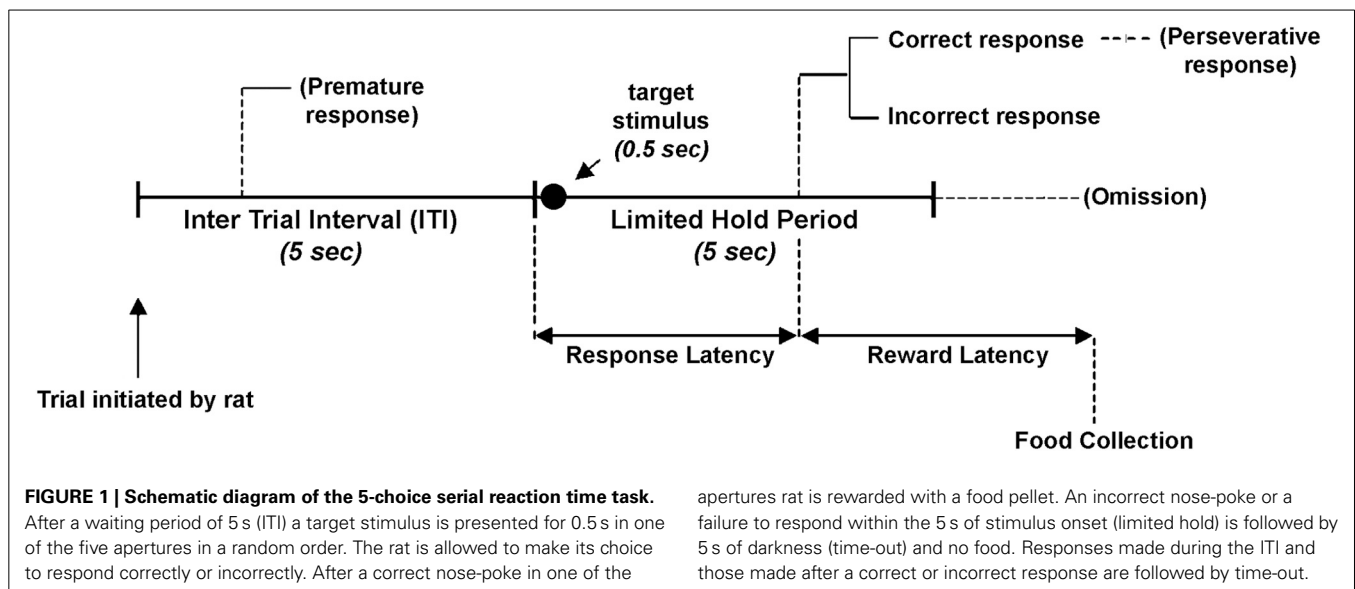 Correct response
(Perseverative
response)
(Premature
response)
target
stimulus
(0.5 sec)
Incorrect response
(Omission)
Inter Trial Interval (ITI)
(5 sec)
Limited Hold Period
(5 sec)
Response Latency
Reward Latency
Trial initiated by rat
Food Collection
FIGURE 1 | Schematic diagram of the 5-choice serial reaction time task.
After a waiting period of 5 s (ITI) a target stimulus is presented for 0.5 s in one
of the five apertures in a random order. The rat is allowed to make its choice
to respond correctly or incorrectly. After a correct nose-poke in one of the
apertures rat is rewarded with a food pellet. An incorrect nose-poke or a
failure to respond within the 5 s of stimulus onset (limited hold) is followed by
5 s of darkness (time-out) and no food. Responses made during the ITI and
those made after a correct or incorrect response are followed by time-out.